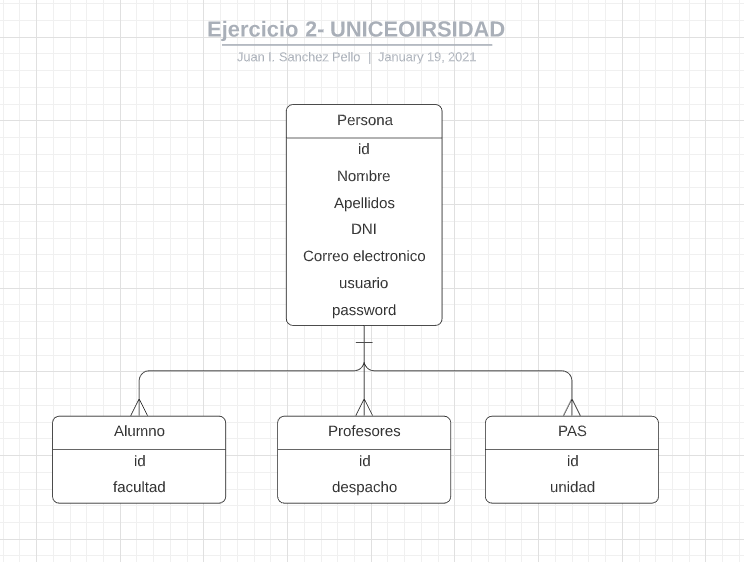 Ejercicio 2- UNICEOIRSIDAD
Juan I. Sanchez Pello | January 19, 2021
Persona
id
Nombre
Apellidos
DNI
Correo electronico
usuario
password
Alumno
id
facultad
Profesores
id
despacho
PAS
id
unidad